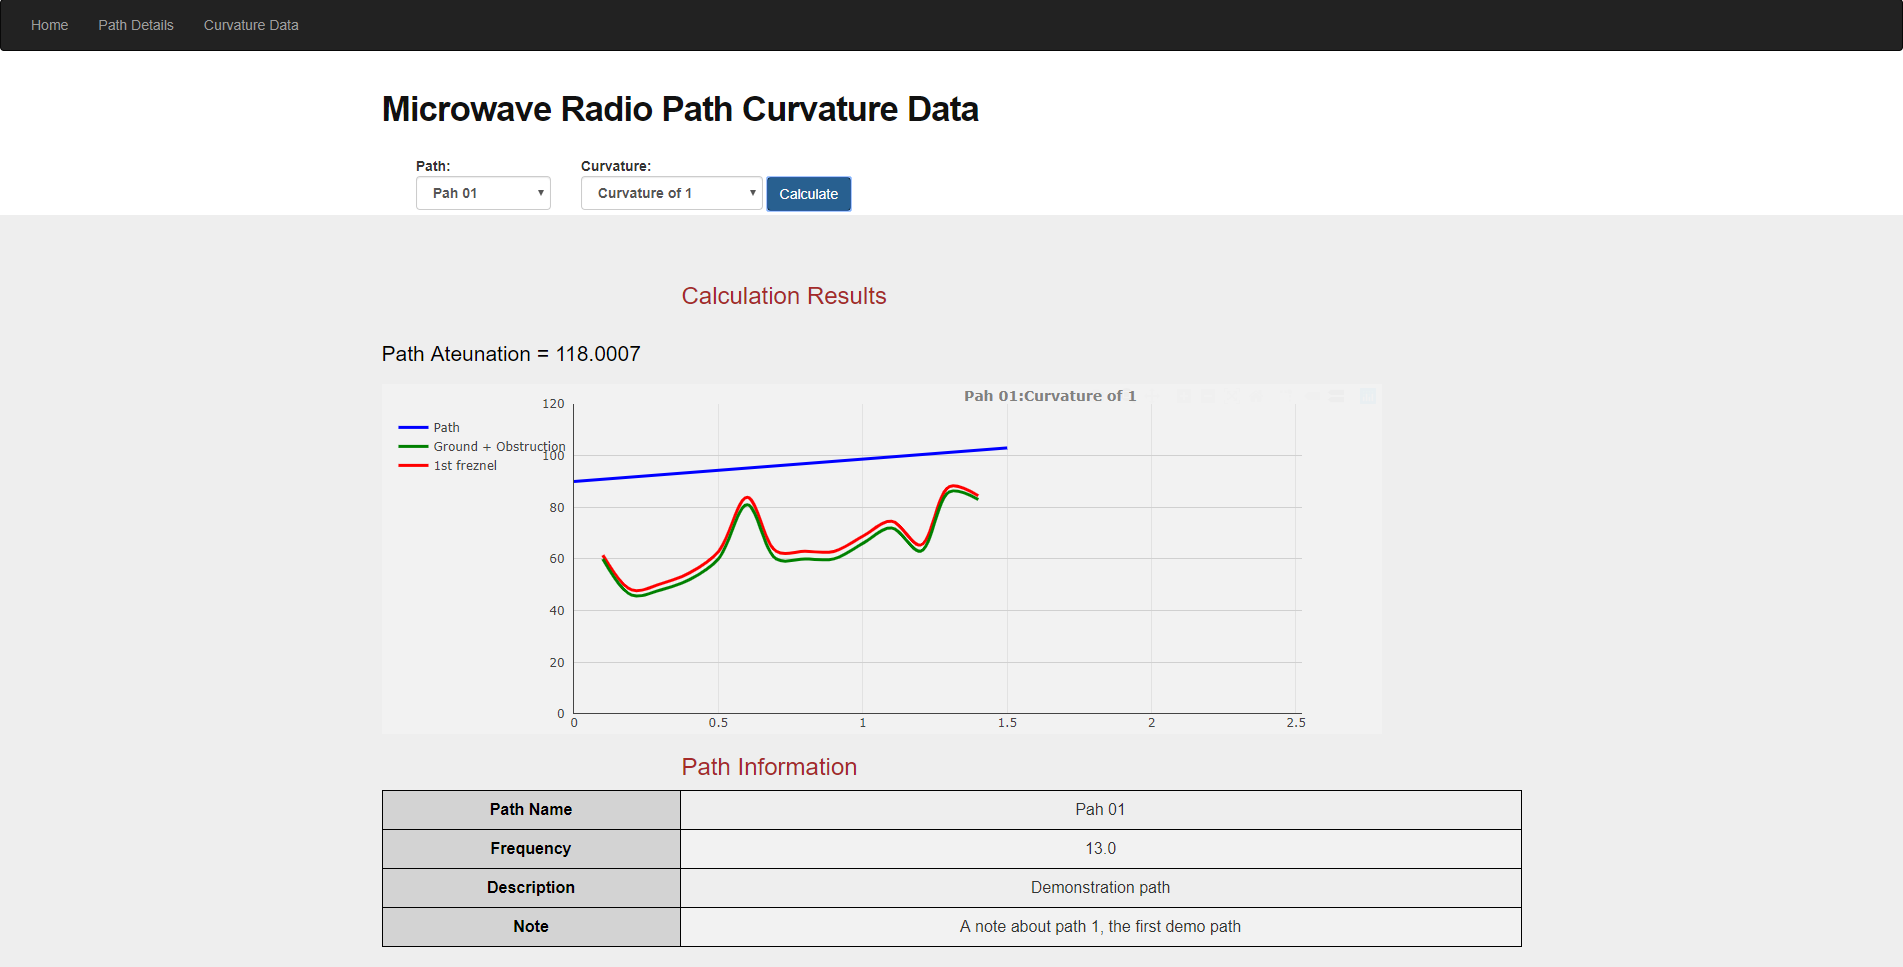 Home Path Details Curvature Data
Microwave Radio Path Curvature Data
Path: Curvature:
Pah 01 Curvature of 1 Calculate
Calculation Results
Path Ateunation = 118.0007
Pah 01:Curvature of 1
Path
Ground + Obstruction
1st freznel
120
100
80
60
40
20
0
0 0.5 1 1.5 2 2.5
Path Information
Path Name Pah 01
Frequency 13.0
Description Demonstration path
Note A note about path 1, the first demo path